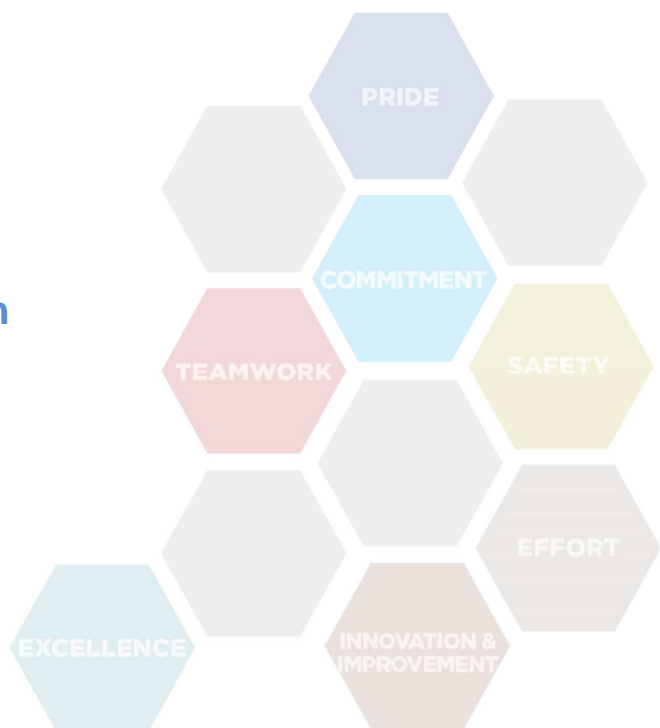 PRIDE
COMMITMENT
n
TEAMWORK
SAFETY
EFFORT
EXCELLENCE
INNOVATION &
IMPROVEMENT